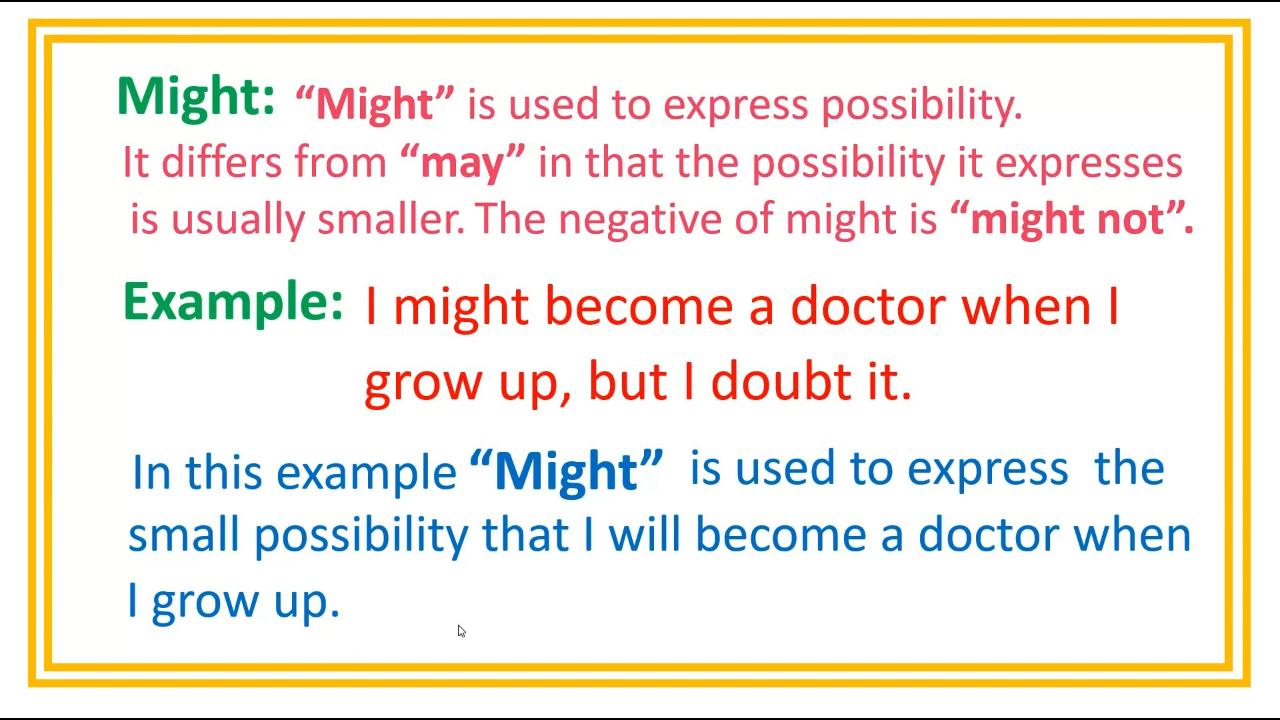 Might: “Might” is used to express possibility.
It differs from “may” in that the possibility it expresses
is usually smaller. The negative of might is “might not”.
Example: I might become a doctor when I
grow up, but I doubt it.
In this example “Might” is used to express the
small possibility that I will become a doctor when
I grow up.